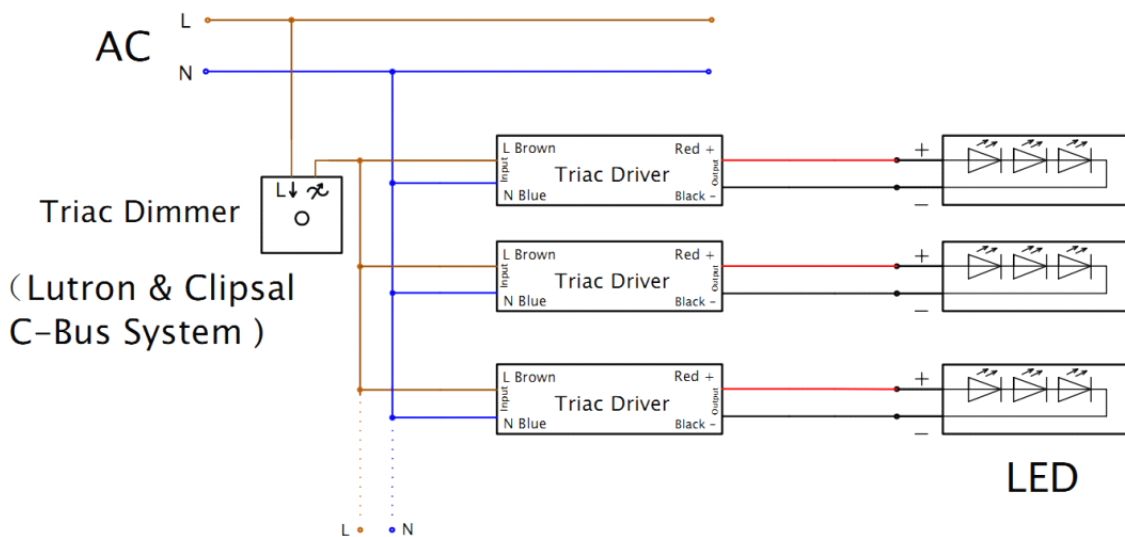 L
AC
N
L Brown
Red +
Input
Triac Driver
Output
N Blue
Black -
+
−
L
Triac Dimmer
(Lutron & Clipsal
C-Bus System )
L Brown
Red +
Input
Triac Driver
Output
N Blue
Black -
+
−
L Brown
Red +
Input
Triac Driver
Output
N Blue
Black -
+
−
LED
L
N